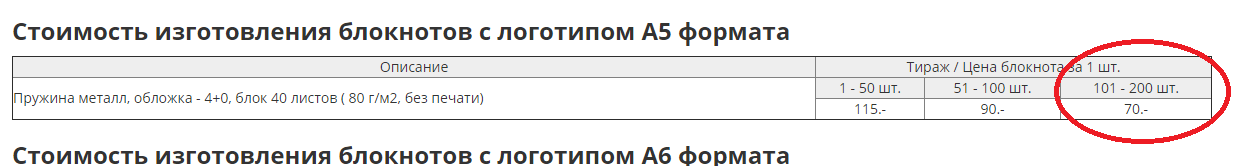 Стоимость изготовления блокнотов с логотипом А5 формата
Описание
Тираж / Цена блокнота за 1 шт.
Пружина металл, обложка - 4+0, блок 40 листов ( 80 г/м2, без печати)
1 - 50 шт.
51 - 100 шт.
101 - 200 шт.
115.-
90.-
70.-
Стоимость изготовления блокнотов с логотипом А6 формата